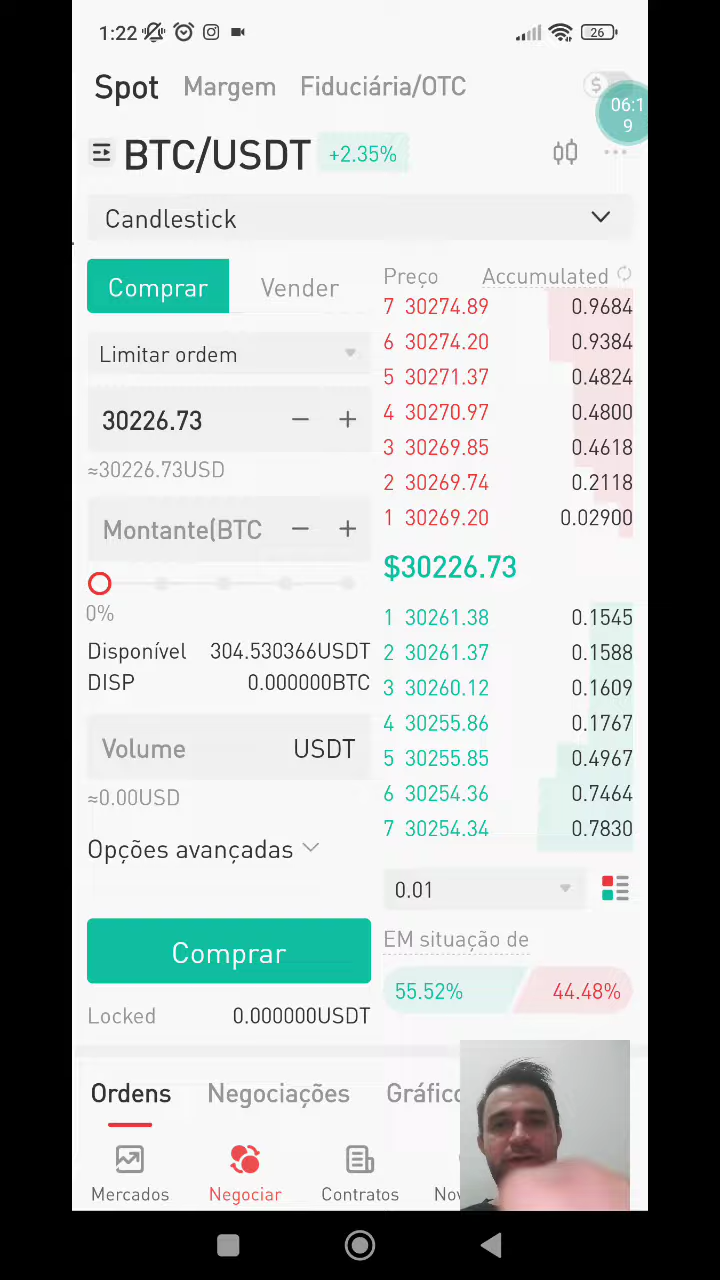 1:22
26
Spot Margem Fiduciária/OTC
$
06:1
9
BTC/USDT +2.35%
Candlestick
Comprar Vender
Limitar ordem
30226.73 − +
≈30226.73USD
Montante(BTC − +
0%
Disponível 304.530366USDT
DISP 0.000000BTC
Volume USDT
≈0.00USD
Opções avançadas
Comprar
Locked 0.000000USDT
Preço Accumulated
7 30274.89 0.9684
6 30274.20 0.9384
5 30271.37 0.4824
4 30270.97 0.4800
3 30269.85 0.4618
2 30269.74 0.2118
1 30269.20 0.02900
$30226.73
1 30261.38 0.1545
2 30261.37 0.1588
3 30260.12 0.1609
4 30255.86 0.1767
5 30255.85 0.4967
6 30254.36 0.7464
7 30254.34 0.7830
0.01
EM situação de
55.52% 44.48%
Ordens Negociações Gráfico
Mercados Negociar Contratos Nov